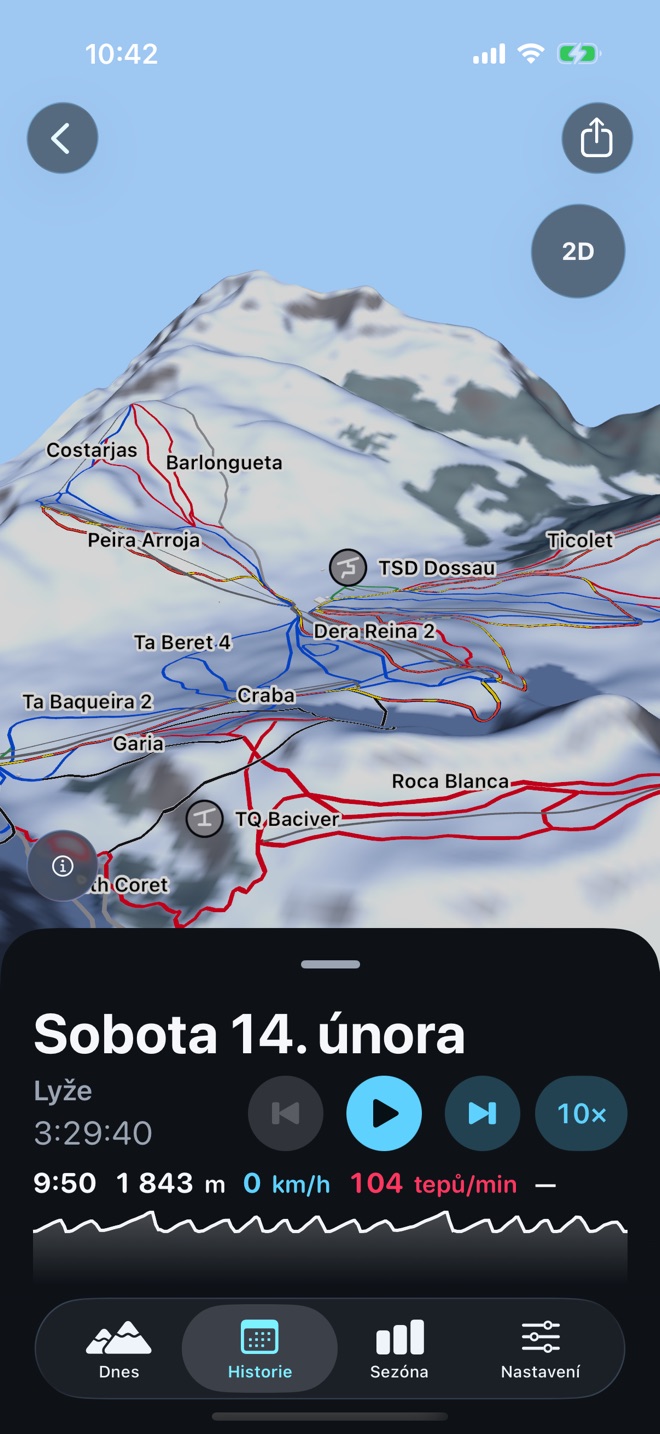 10:42
2D
Costarjas
Barlongueta
Peira Arroja
Ticolet
TSD Dossau
Dera Reina 2
Ta Beret 4
Craba
Ta Baqueira 2
Garia
Roca Blanca
TQ Baciver
th Coret
Sobota 14. února
Lyže
3:29:40
10×
9:50 1 843 m 0 km/h 104 tepů/min —
Dnes Historie Sezóna Nastavení